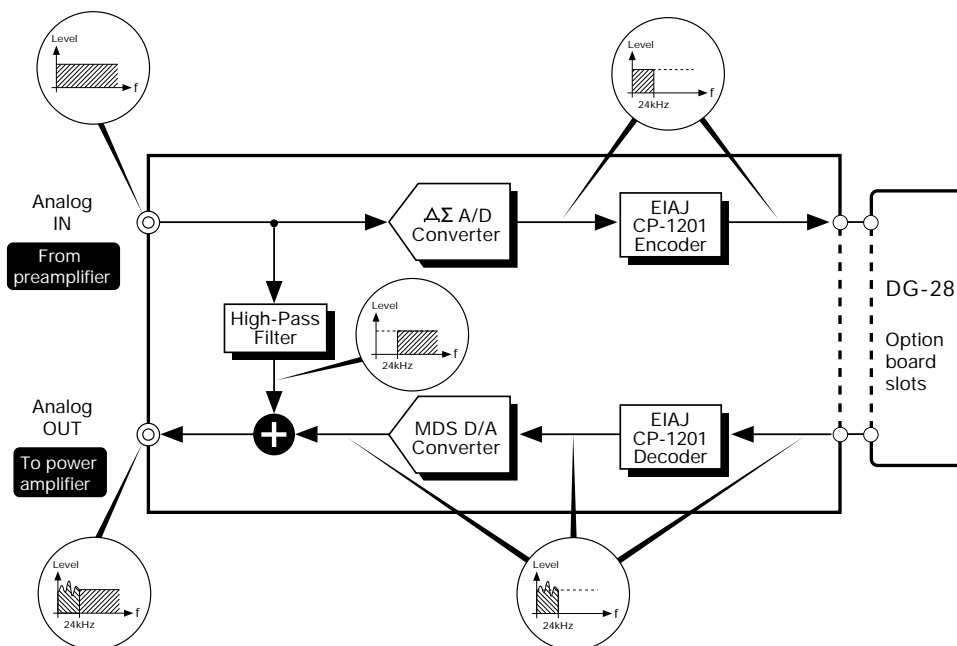 Level
f
Level
f
24kHz
Analog
IN
From
preamplifier
ΔΣ A/D
Converter
EIAJ
CP-1201
Encoder
DG-28
Option
board
slots
High-Pass
Filter
Level
f
24kHz
Analog
OUT
To power
amplifier
+
MDS D/A
Converter
EIAJ
CP-1201
Decoder
Level
f
24kHz
Level
f
24kHz